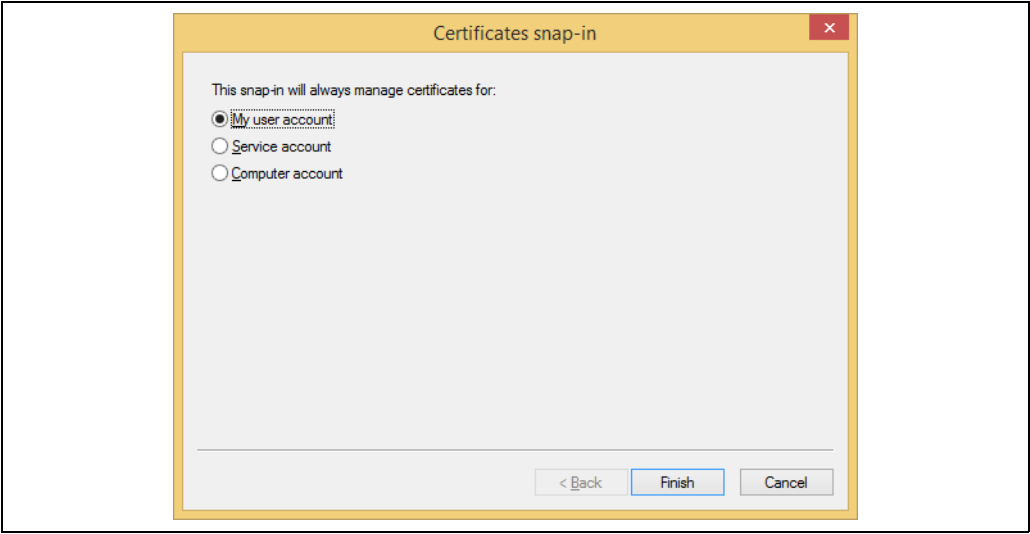 Certificates snap-in
This snap-in will always manage certificates for:
My user account
Service account
Computer account
< Back Finish Cancel